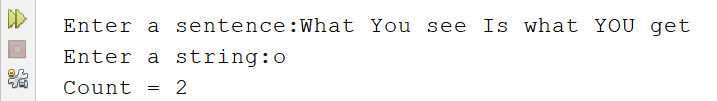 Enter a sentence:What You see Is what YOU get
Enter a string:o
Count = 2